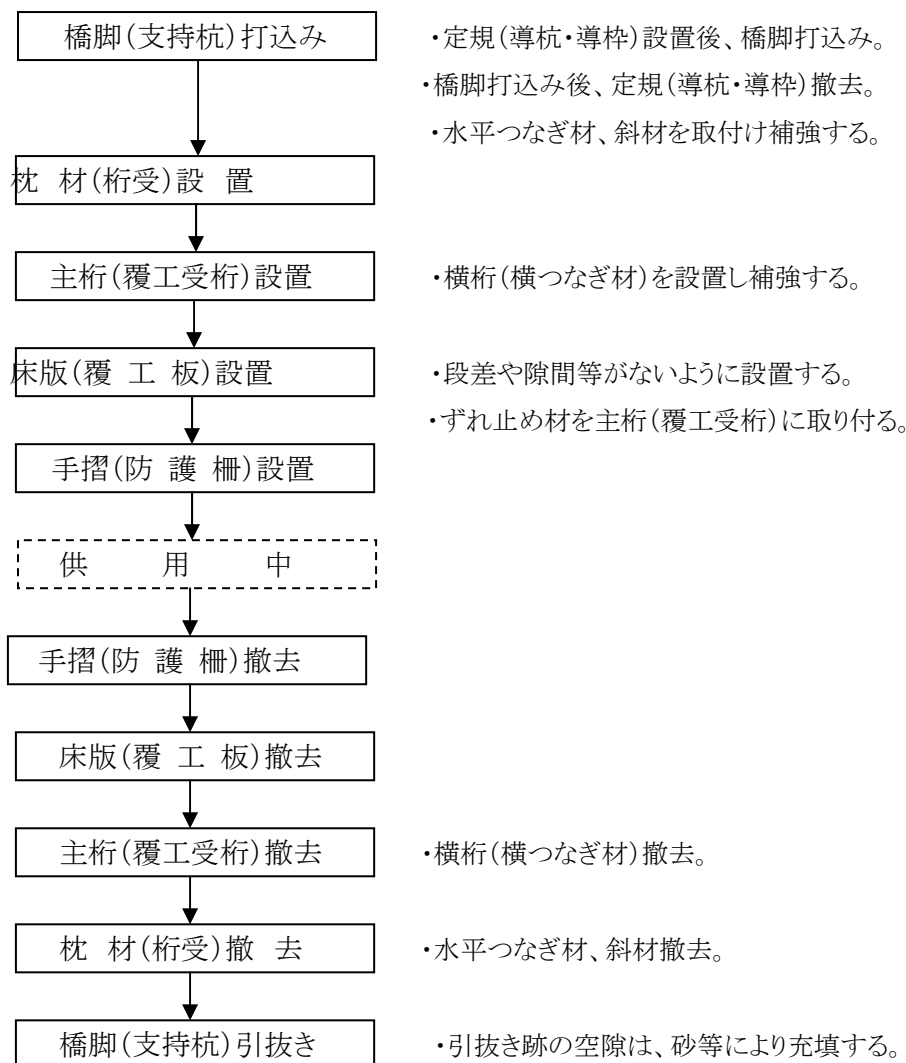 橋脚(支持杭)打込み
・定規(導杭・導枠)設置後、橋脚打込み。
・橋脚打込み後、定規(導杭・導枠)撤去。
・水平つなぎ材、斜材を取付け補強する。
枕 材(桁受)設 置
主桁(覆工受桁)設置
・横桁(横つなぎ材)を設置し補強する。
床版(覆 工 板)設置
・段差や隙間等がないように設置する。
・ずれ止め材を主桁(覆工受桁)に取り付る。
手摺(防 護 柵)設置
供 用 中
手摺(防 護 柵)撤去
床版(覆 工 板)撤去
主桁(覆工受桁)撤去
・横桁(横つなぎ材)撤去。
枕 材(桁受)撤 去
・水平つなぎ材、斜材撤去。
橋脚(支持杭)引抜き
・引抜き跡の空隙は、砂等により充填する。